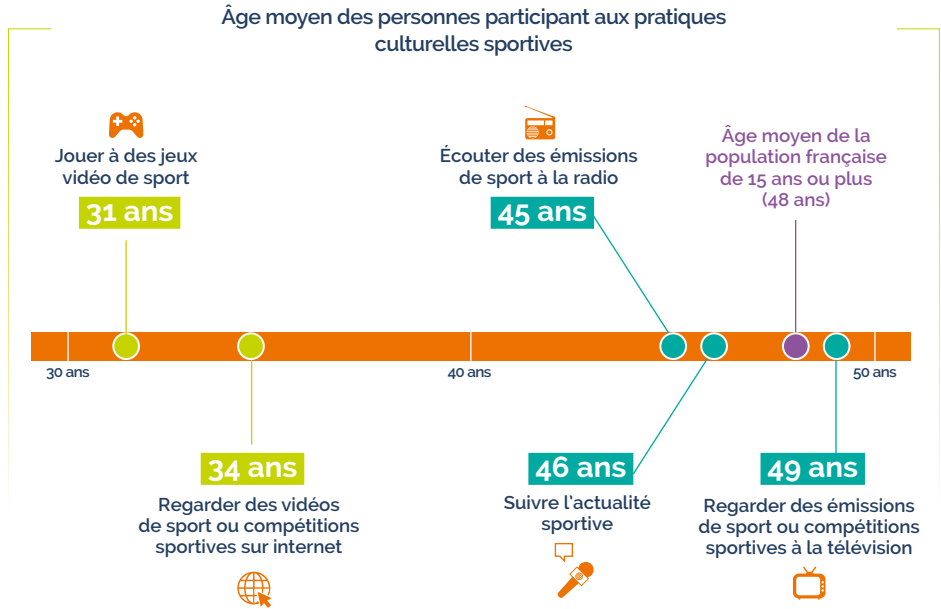 Âge moyen des personnes participant aux pratiques
culturelles sportives
Jouer à des jeux
vidéo de sport
31 ans
Écouter des émissions
de sport à la radio
45 ans
Âge moyen de la
population française
de 15 ans ou plus
(48 ans)
30 ans
40 ans
50 ans
34 ans
Regarder des vidéos
de sport ou compétitions
sportives sur internet
46 ans
Suivre l'actualité
sportive
49 ans
Regarder des émissions
de sport ou compétitions
sportives à la télévision